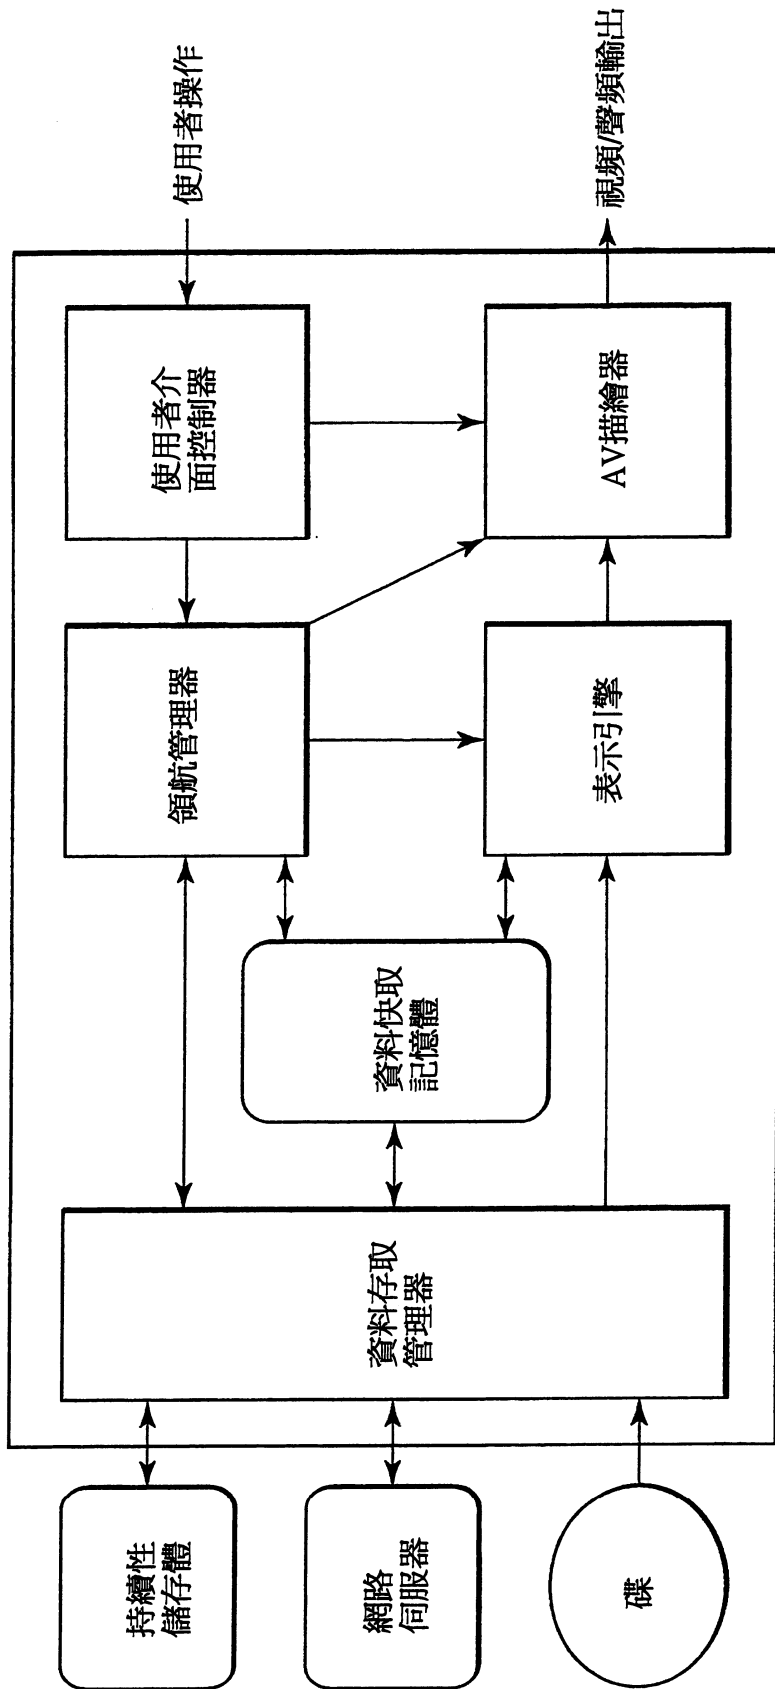 持續性
儲存體
網路
伺服器
碟
資料存取
管理器
資料快取
記憶體
領航管理器
表示引擎
使用者介
面控制器
AV描繪器
使用者操作
視頻/聲頻輸出